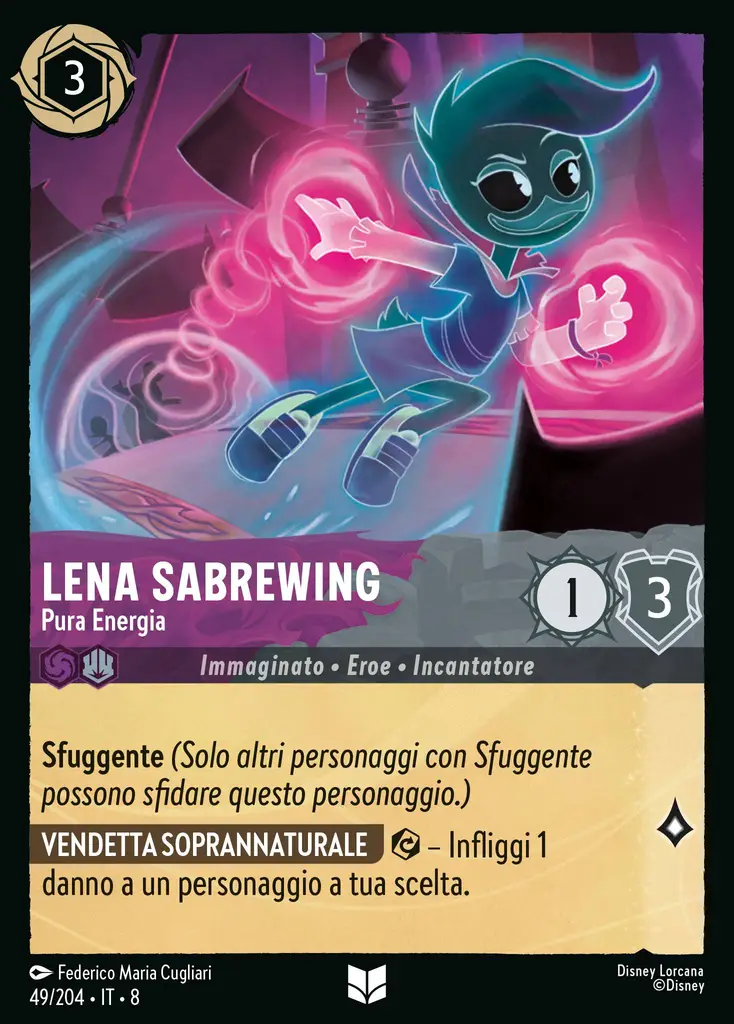 3
LENA SABREWING
Pura Energia
1
3
Immaginato • Eroe • Incantatore
Sfuggente (Solo altri personaggi con Sfuggente
possono sfidare questo personaggio.)
VENDETTA SOPRANNATURALE – Infliggi 1
danno a un personaggio a tua scelta.
Federico Maria Cugliari
49/204 • IT • 8
Disney Lorcana
©Disney